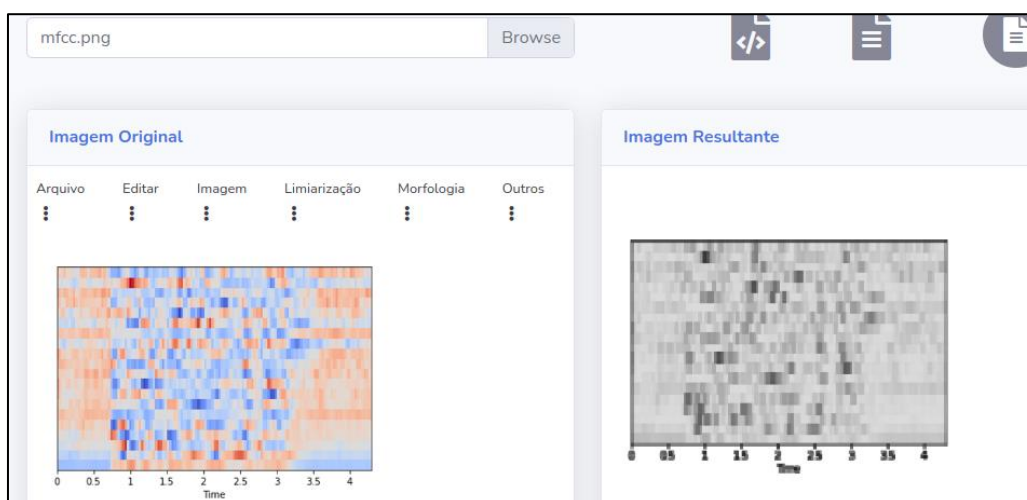 mfcc.png Browse
Imagem Original
Arquivo Editar Imagem Limiarização Morfologia Outros
0 0.5 1 1.5 2 2.5 3 3.5 4
Time
Imagem Resultante
0 0.5 1 1.5 2 2.5 3 3.5 4
Time